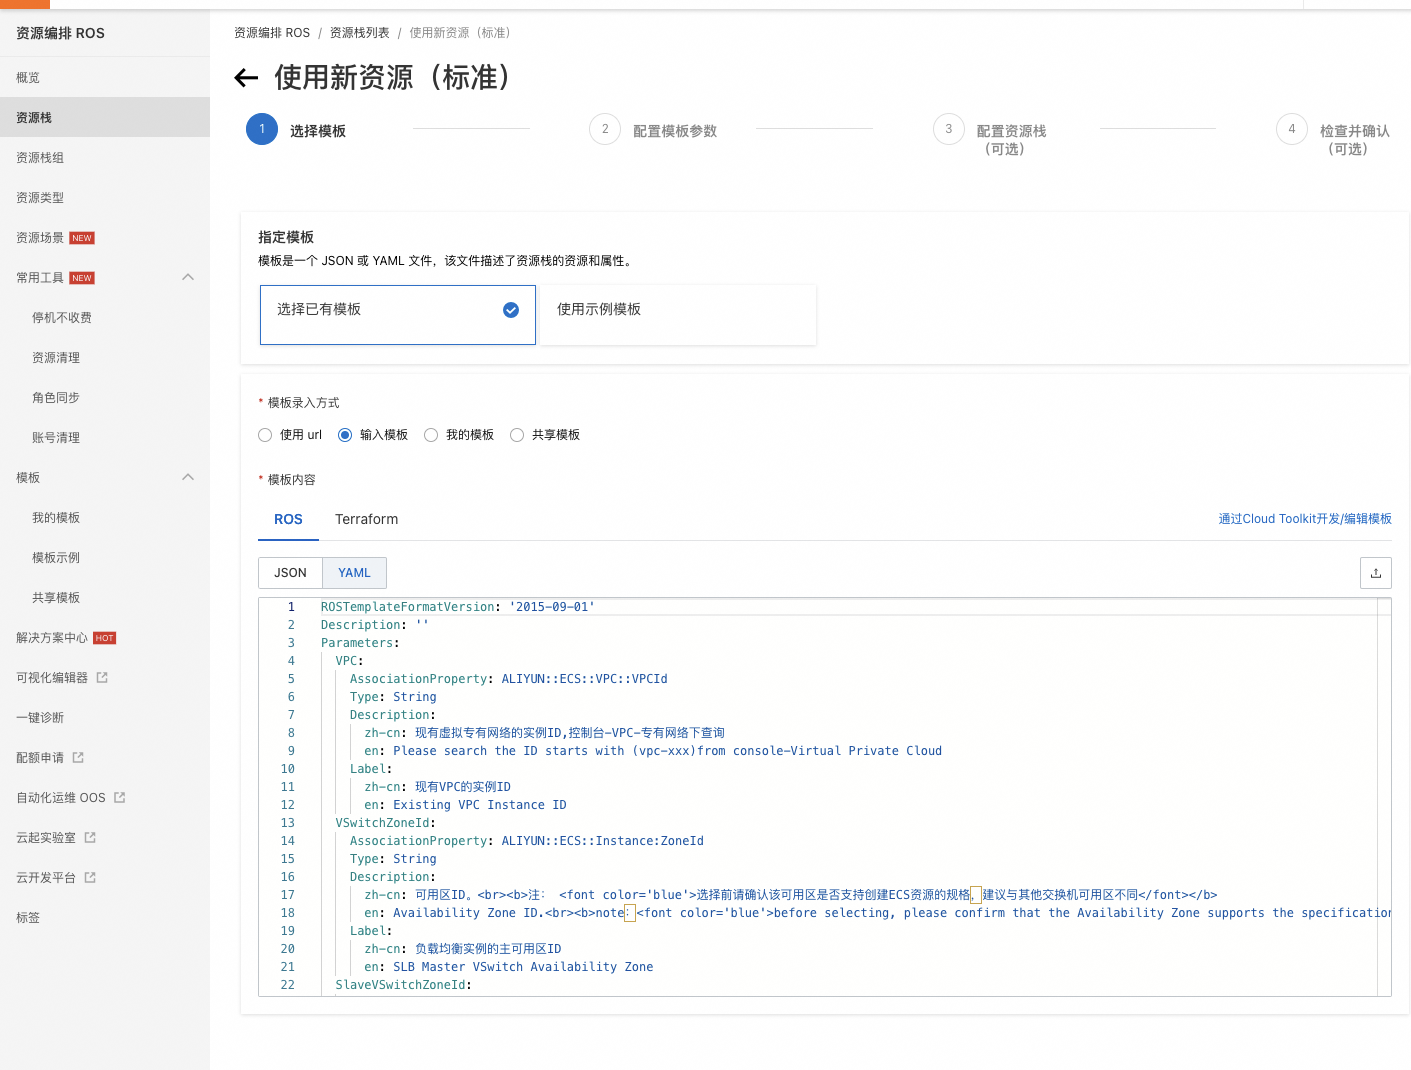 资源编排 ROS
概览
资源栈
资源栈组
资源类型
资源场景 NEW
常用工具 NEW
停机不收费
资源清理
角色同步
账号清理
模板
我的模板
模板示例
共享模板
解决方案中心 HOT
可视化编辑器
一键诊断
配额申请
自动化运维 OOS
云起实验室
云开发平台
标签
资源编排 ROS / 资源栈列表 / 使用新资源（标准）
使用新资源（标准）
1 选择模板
2 配置模板参数
3 配置资源栈
（可选）
4 检查并确认
（可选）
指定模板
模板是一个 JSON 或 YAML 文件，该文件描述了资源栈的资源和属性。
选择已有模板
使用示例模板
* 模板录入方式
使用 url 输入模板 我的模板 共享模板
* 模板内容
ROS Terraform
通过Cloud Toolkit开发/编辑模板
JSON YAML
1 ROSTemplateFormatVersion: '2015-09-01'
2 Description: ''
3 Parameters:
4 VPC:
5 AssociationProperty: ALIYUN::ECS::VPC::VPCId
6 Type: String
7 Description:
8 zh-cn: 现有虚拟专有网络的实例ID,控制台-VPC-专有网络下查询
9 en: Please search the ID starts with (vpc-xxx)from console-Virtual Private Cloud
10 Label:
11 zh-cn: 现有VPC的实例ID
12 en: Existing VPC Instance ID
13 VSwitchZoneId:
14 AssociationProperty: ALIYUN::ECS::Instance:ZoneId
15 Type: String
16 Description:
17 zh-cn: 可用区ID。<br><b>注： <font color='blue'>选择前请确认该可用区是否支持创建ECS资源的规格，建议与其他交换机可用区不同</font></b>
18 en: Availability Zone ID.<br><b>note：<font color='blue'>before selecting, please confirm that the Availability Zone supports the specification
19 Label:
20 zh-cn: 负载均衡实例的主可用区ID
21 en: SLB Master VSwitch Availability Zone
22 SlaveVSwitchZoneId: